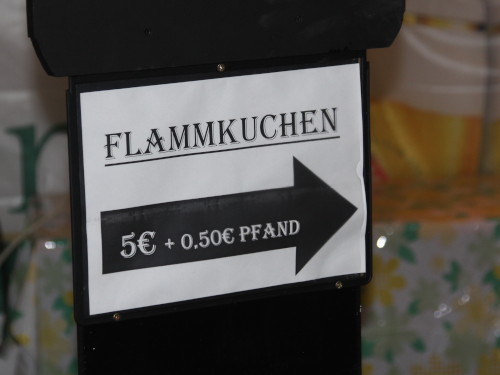 FLAMMKUCHEN
5€ + 0.50€ PFAND